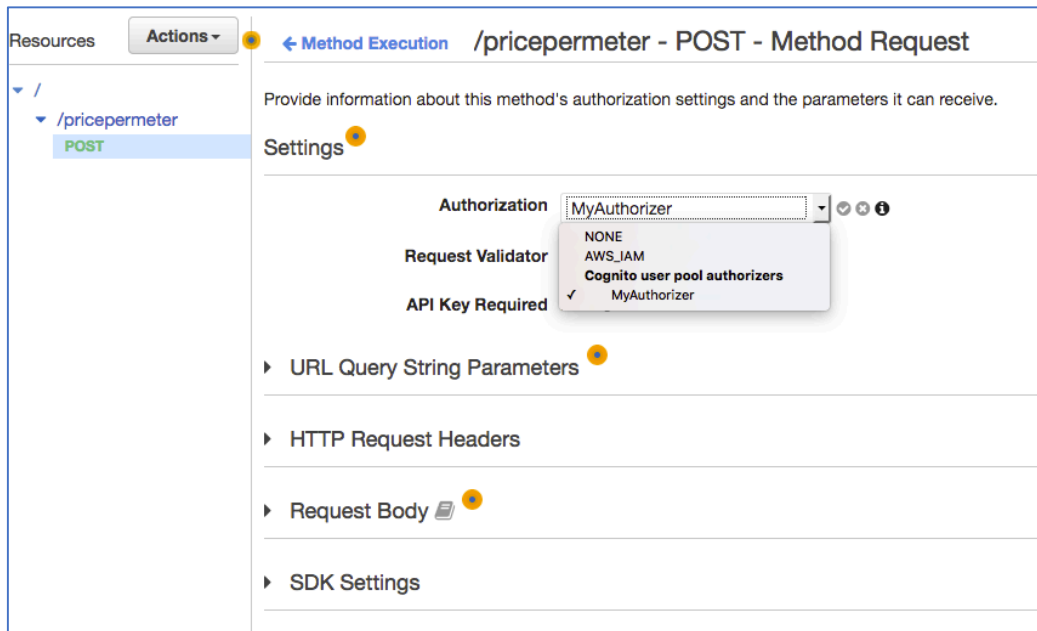 Resources
Actions
Method Execution
/pricepermeter - POST - Method Request
/
/pricepermeter
POST
Provide information about this method's authorization settings and the parameters it can receive.
Settings
Authorization
MyAuthorizer
NONE
Request Validator
AWS_IAM
Cognito user pool authorizers
API Key Required
✓ MyAuthorizer
URL Query String Parameters
HTTP Request Headers
Request Body
SDK Settings